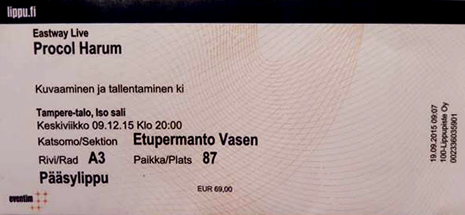 lippu.fi
Eastway Live
Procol Harum
Kuvaaminen ja tallentaminen ki
Tampere-talo, Iso sali
Keskiviikko 09.12.15 Klo 20:00
Katsomo/Sektion Etupermanto Vasen
Rivi/Rad A3 Paikka/Plats 87
Pääsylippu
EUR 69,00
eventim
19.09.2015 09:07
100-Lippupiste Oy
002336035901